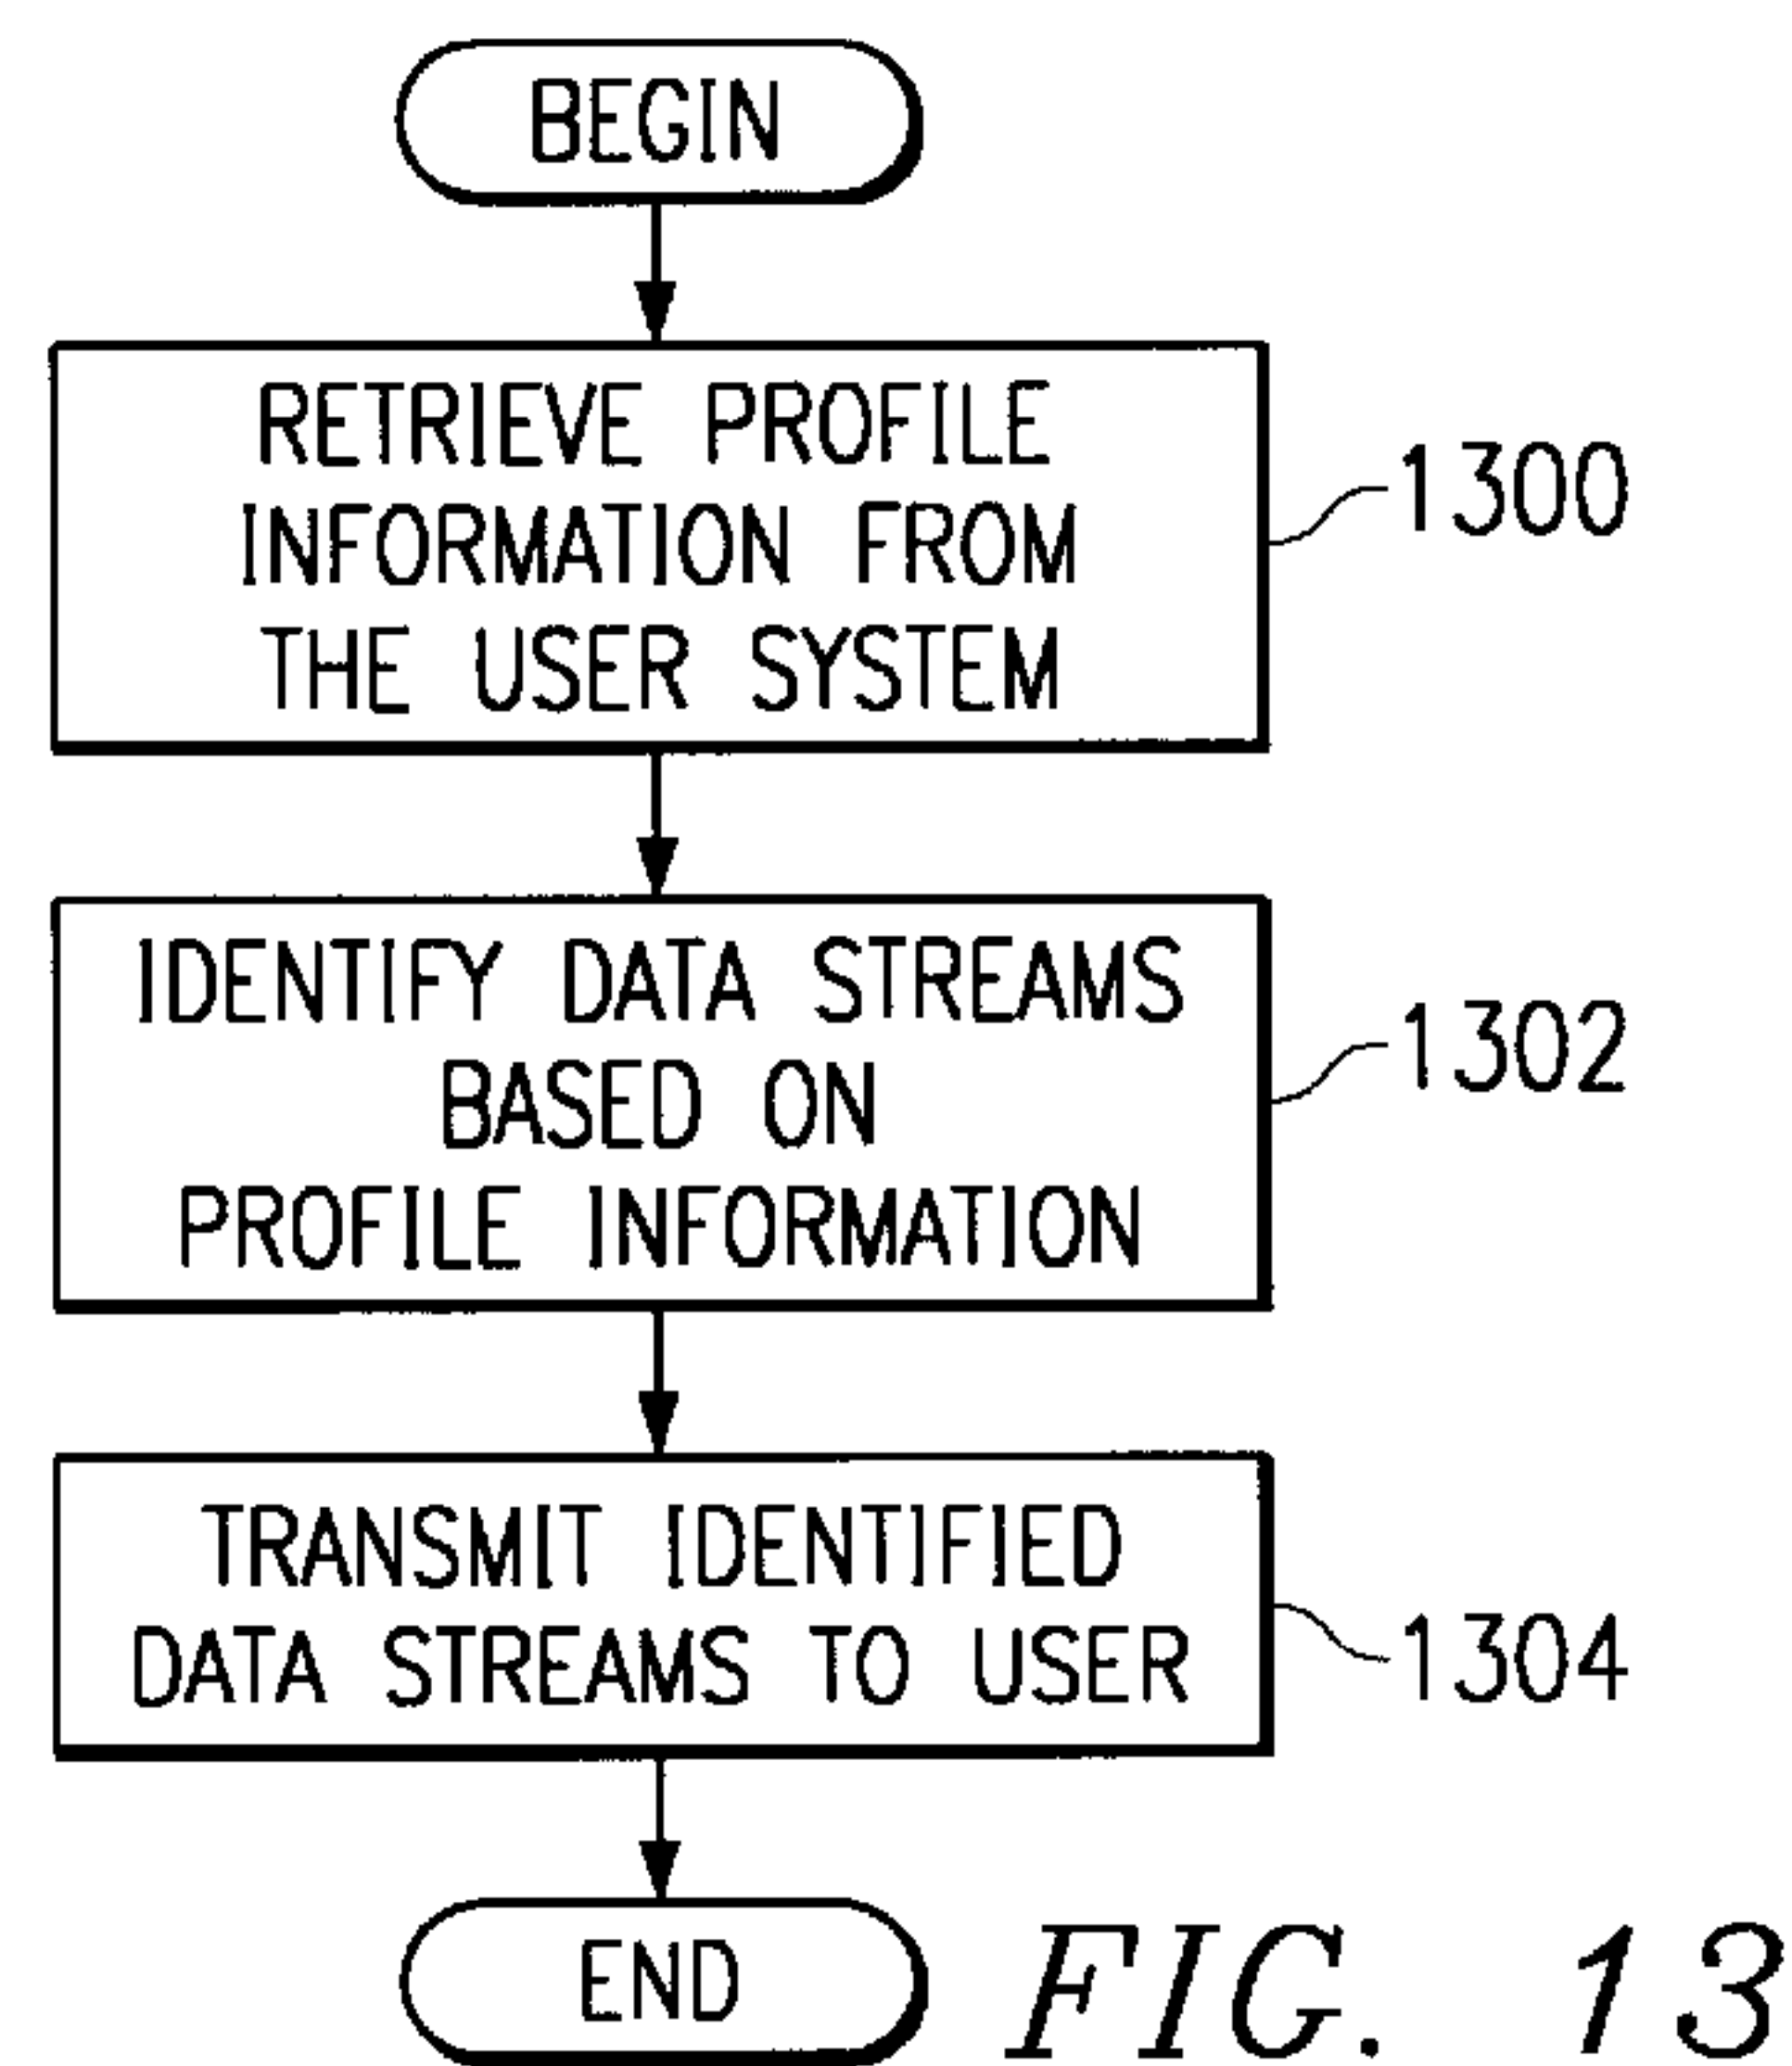 BEGIN
RETRIEVE PROFILE
INFORMATION FROM
THE USER SYSTEM
1300
IDENTIFY DATA STREAMS
BASED ON
PROFILE INFORMATION
1302
TRANSMIT IDENTIFIED
DATA STREAMS TO USER
1304
END
FIG. 13